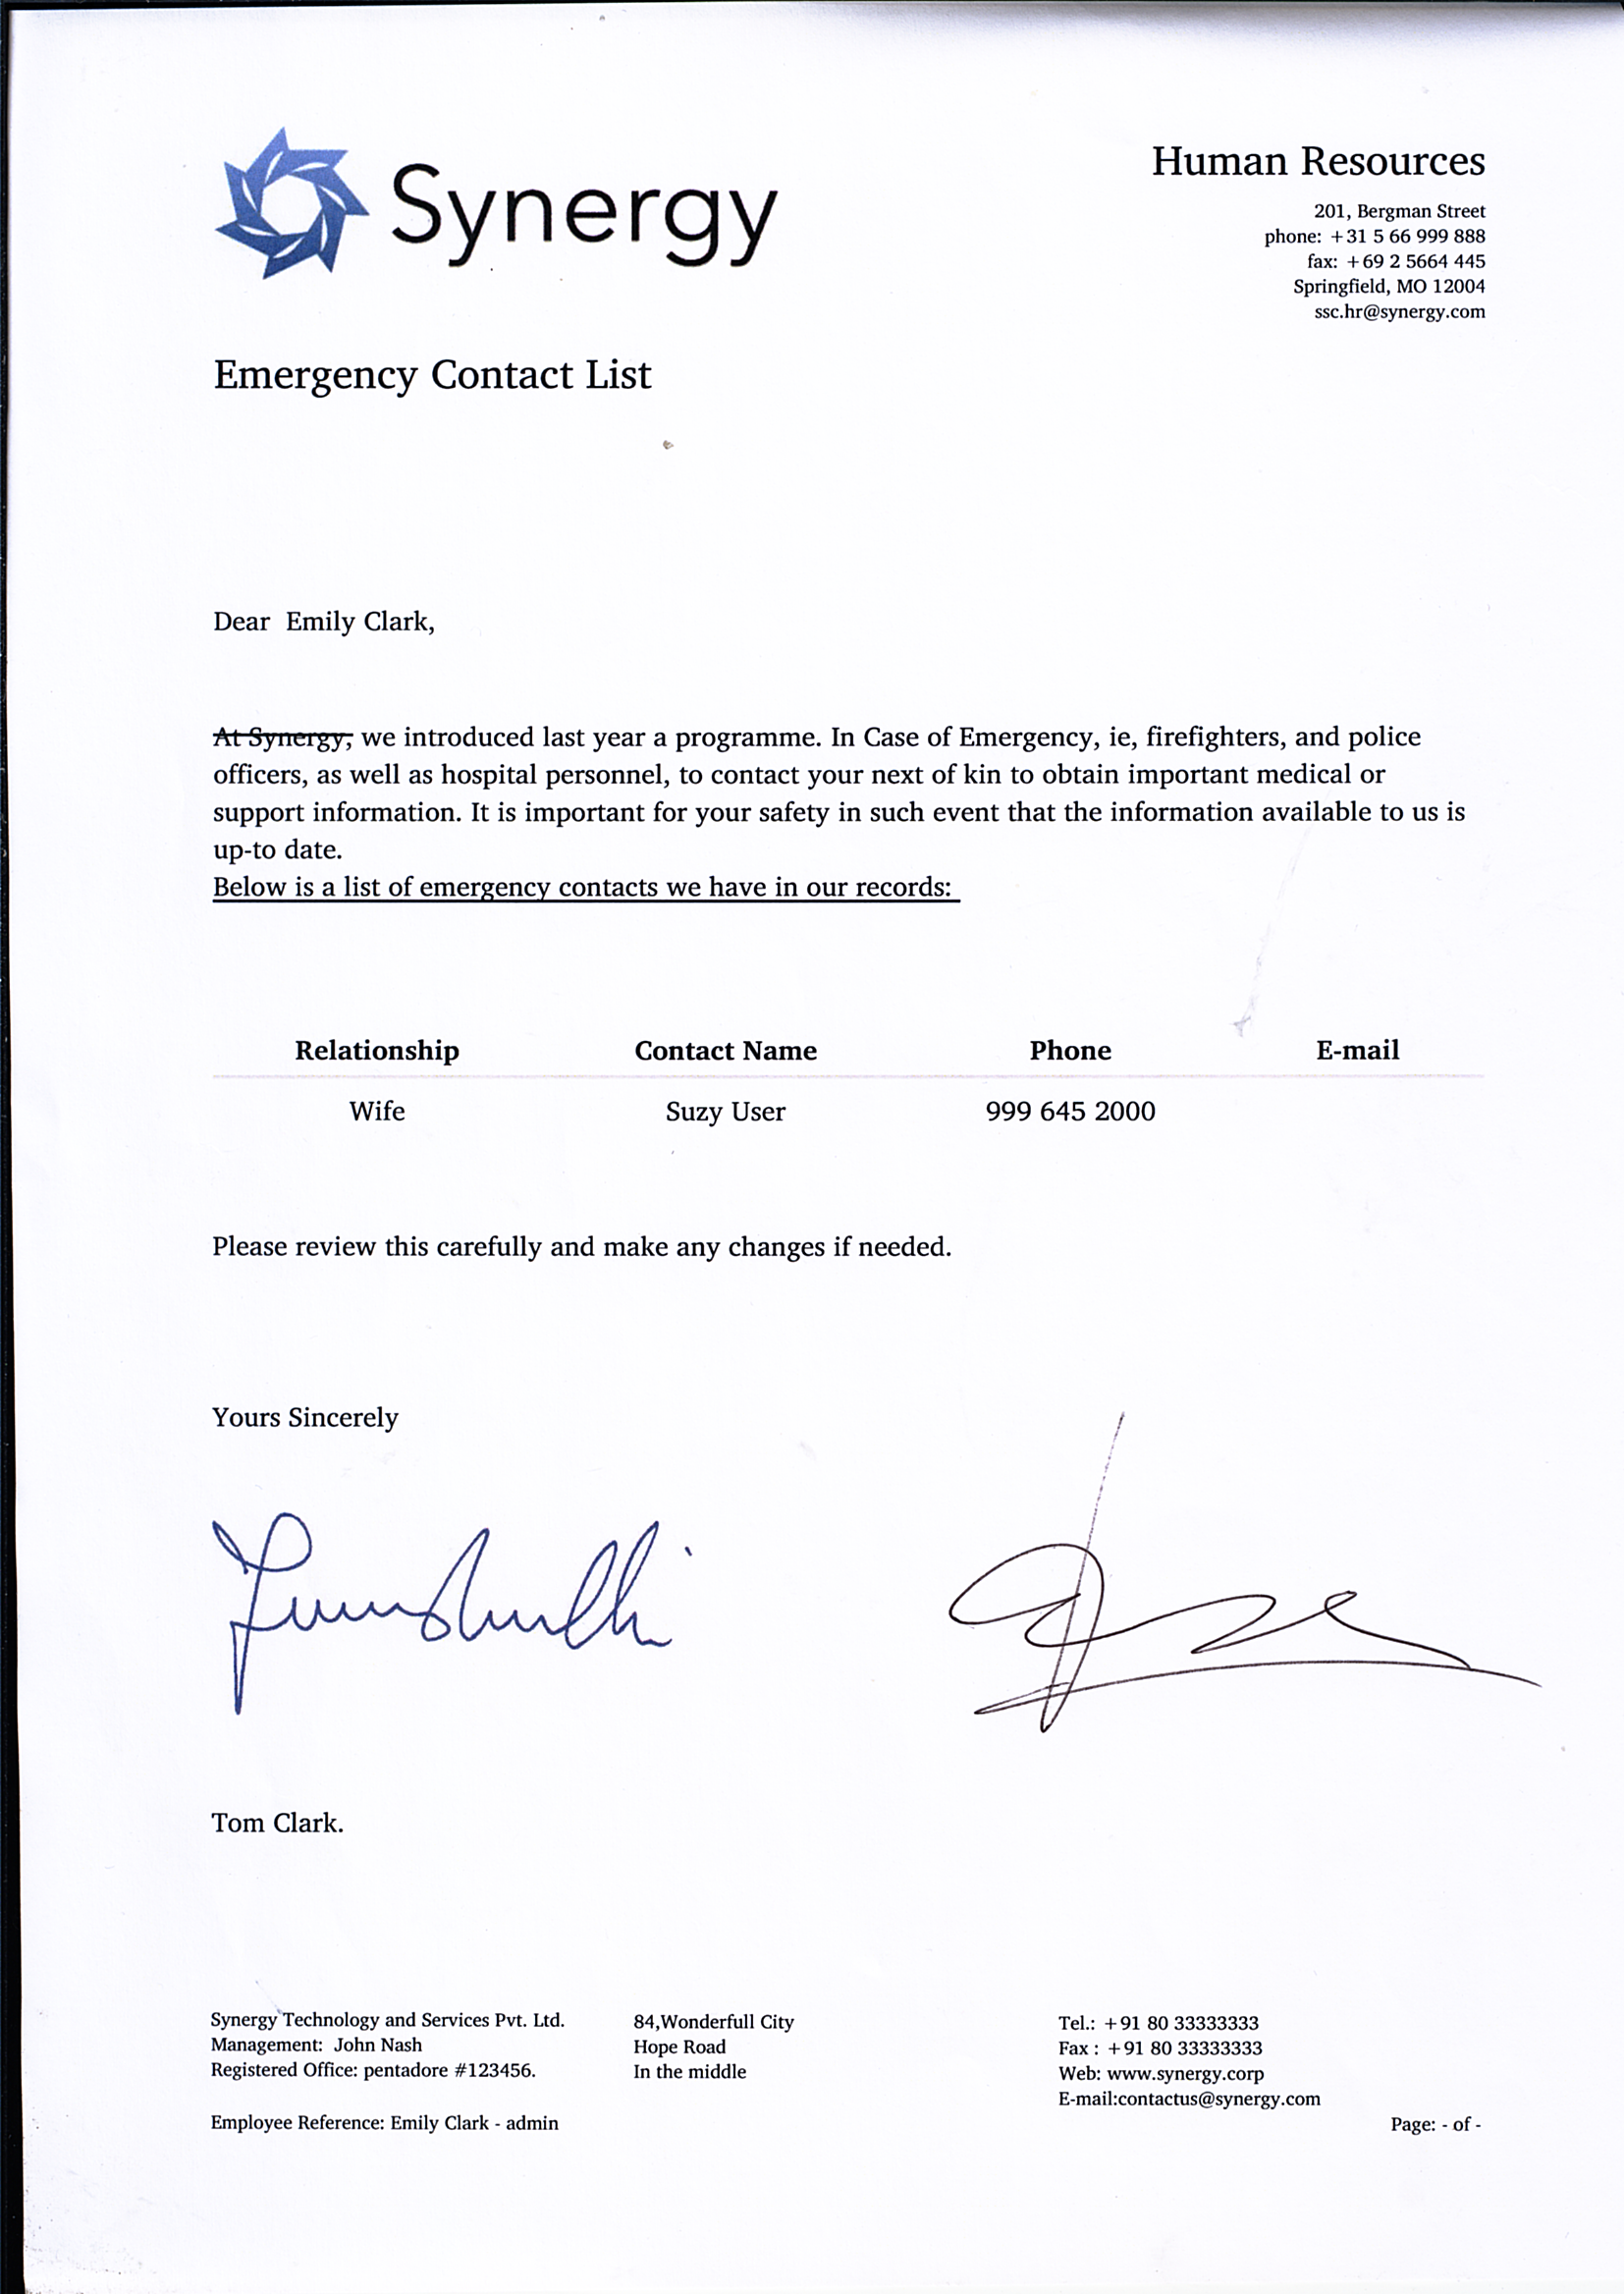 Synergy
Human Resources
201, Bergman Street
phone: +31 5 66 999 888
fax: +69 2 5664 445
Springfield, MO 12004
ssc.hr@synergy.com
Emergency Contact List
Dear Emily Clark,
At Synergy, we introduced last year a programme. In Case of Emergency, ie, firefighters, and police
officers, as well as hospital personnel, to contact your next of kin to obtain important medical or
support information. It is important for your safety in such event that the information available to us is
up-to date.
Below is a list of emergency contacts we have in our records:
Relationship Contact Name Phone E-mail
Wife Suzy User 999 645 2000
Please review this carefully and make any changes if needed.
Yours Sincerely
Tom Clark.
Synergy Technology and Services Pvt. Ltd.
Management: John Nash
Registered Office: pentadore #123456.
Employee Reference: Emily Clark - admin
84,Wonderfull City
Hope Road
In the middle
Tel.: +91 80 33333333
Fax : +91 80 33333333
Web: www.synergy.corp
E-mail:contactus@synergy.com
Page: - of -